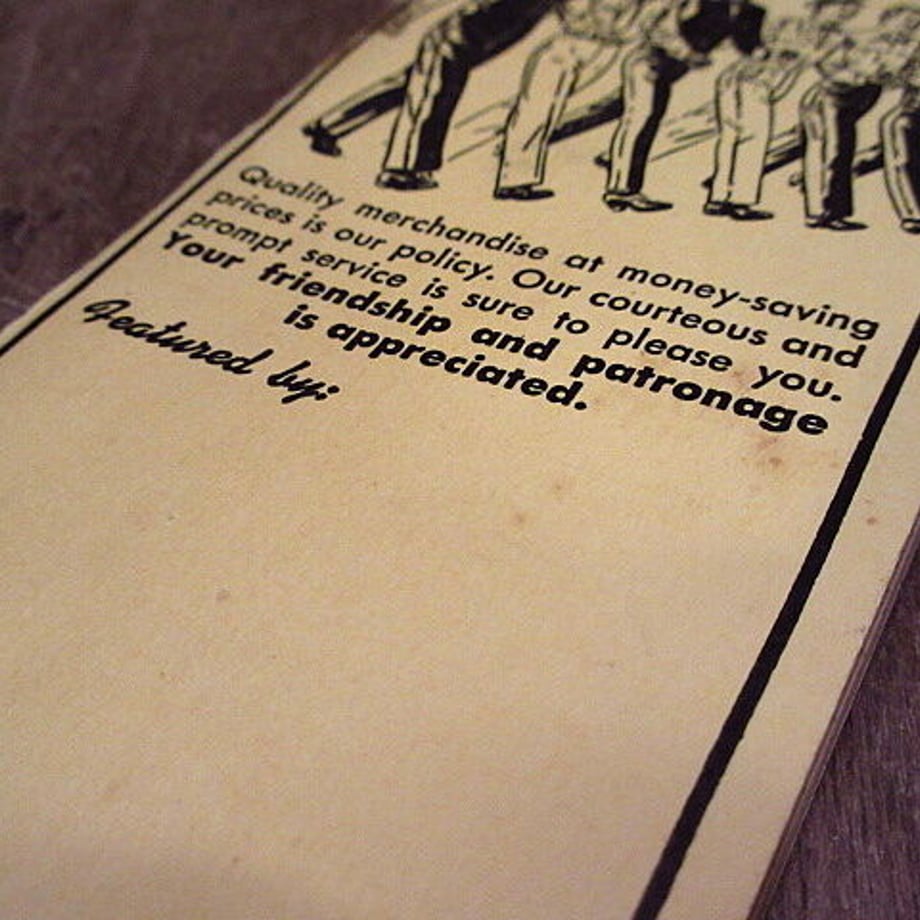 Quality merchandise at money-saving
prices is our policy. Our courteous and
prompt service is sure to please you.
Your friendship and patronage
is appreciated.
Featured by: